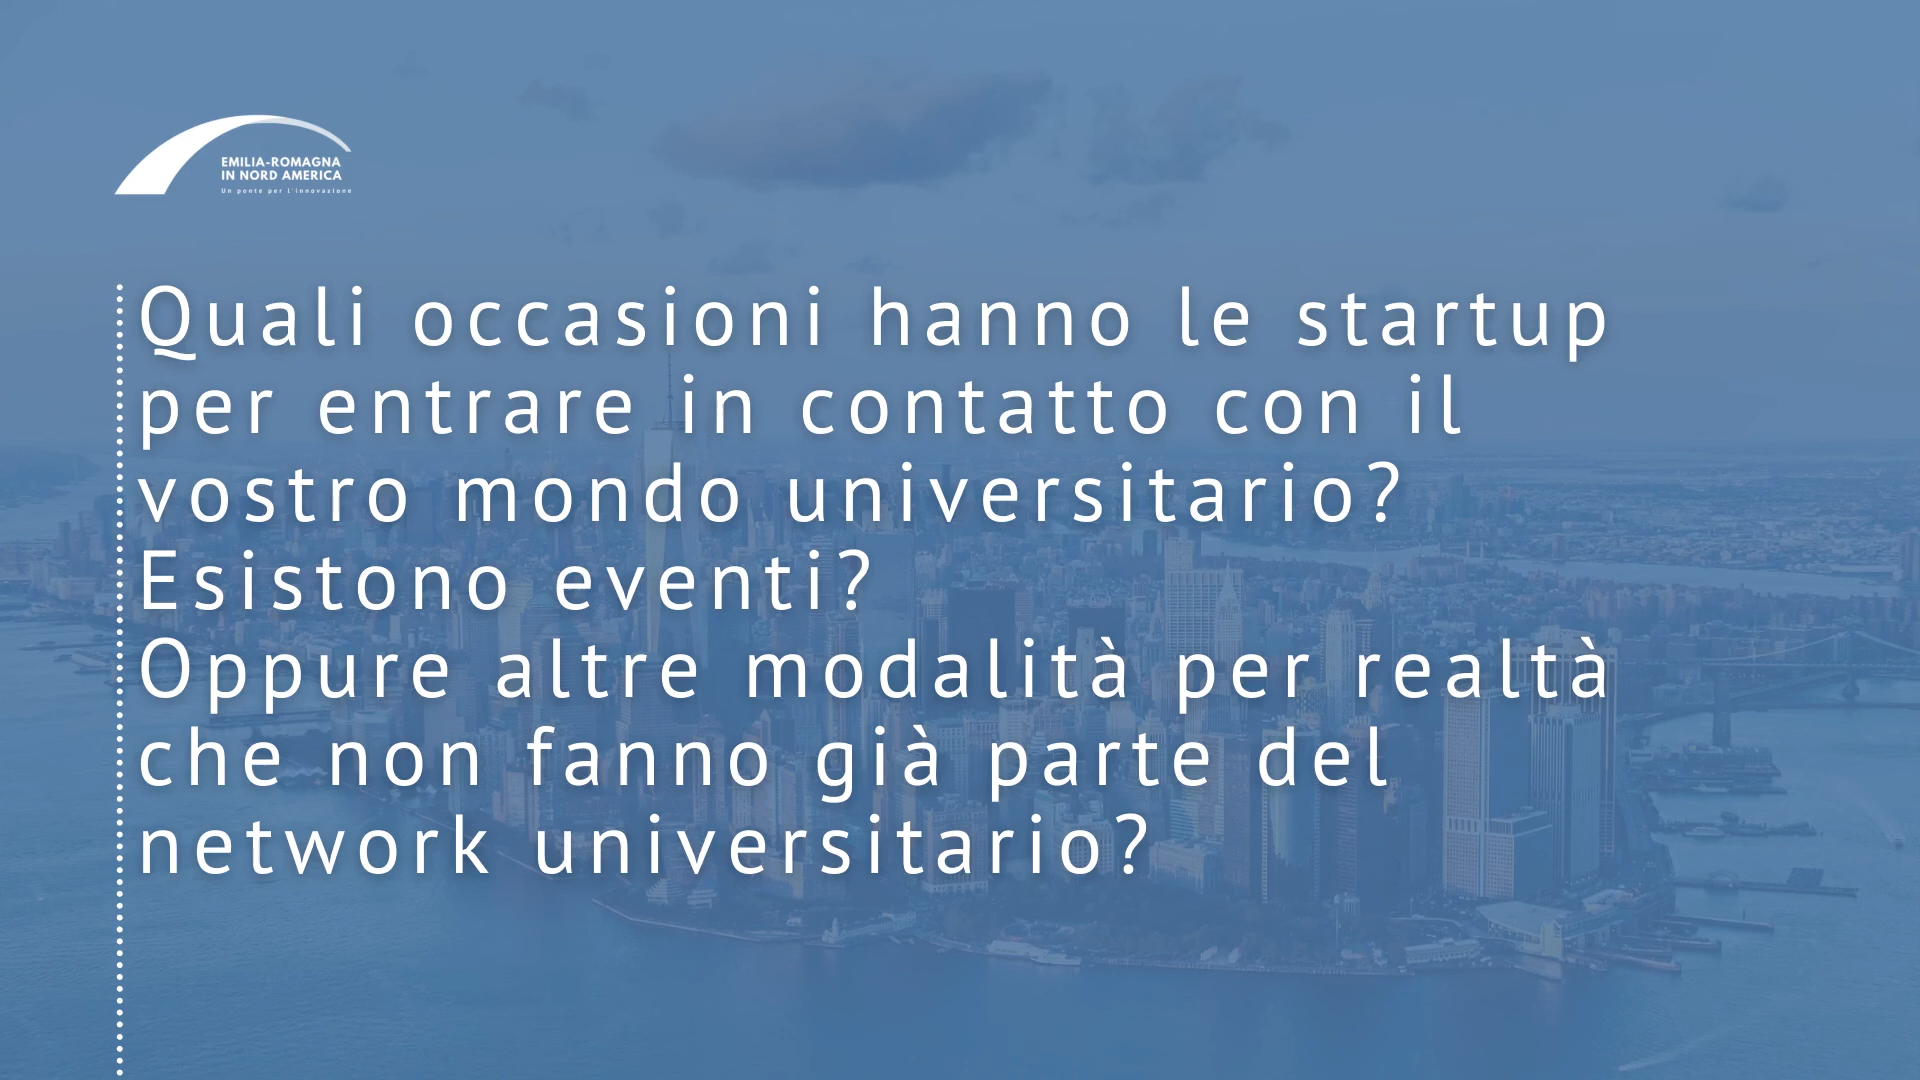 EMILIA-ROMAGNA
IN NORD AMERICA
Un ponte per l'innovazione
Quali occasioni hanno le startup
per entrare in contatto con il
vostro mondo universitario?
Esistono eventi?
Oppure altre modalità per realtà
che non fanno già parte del
network universitario?